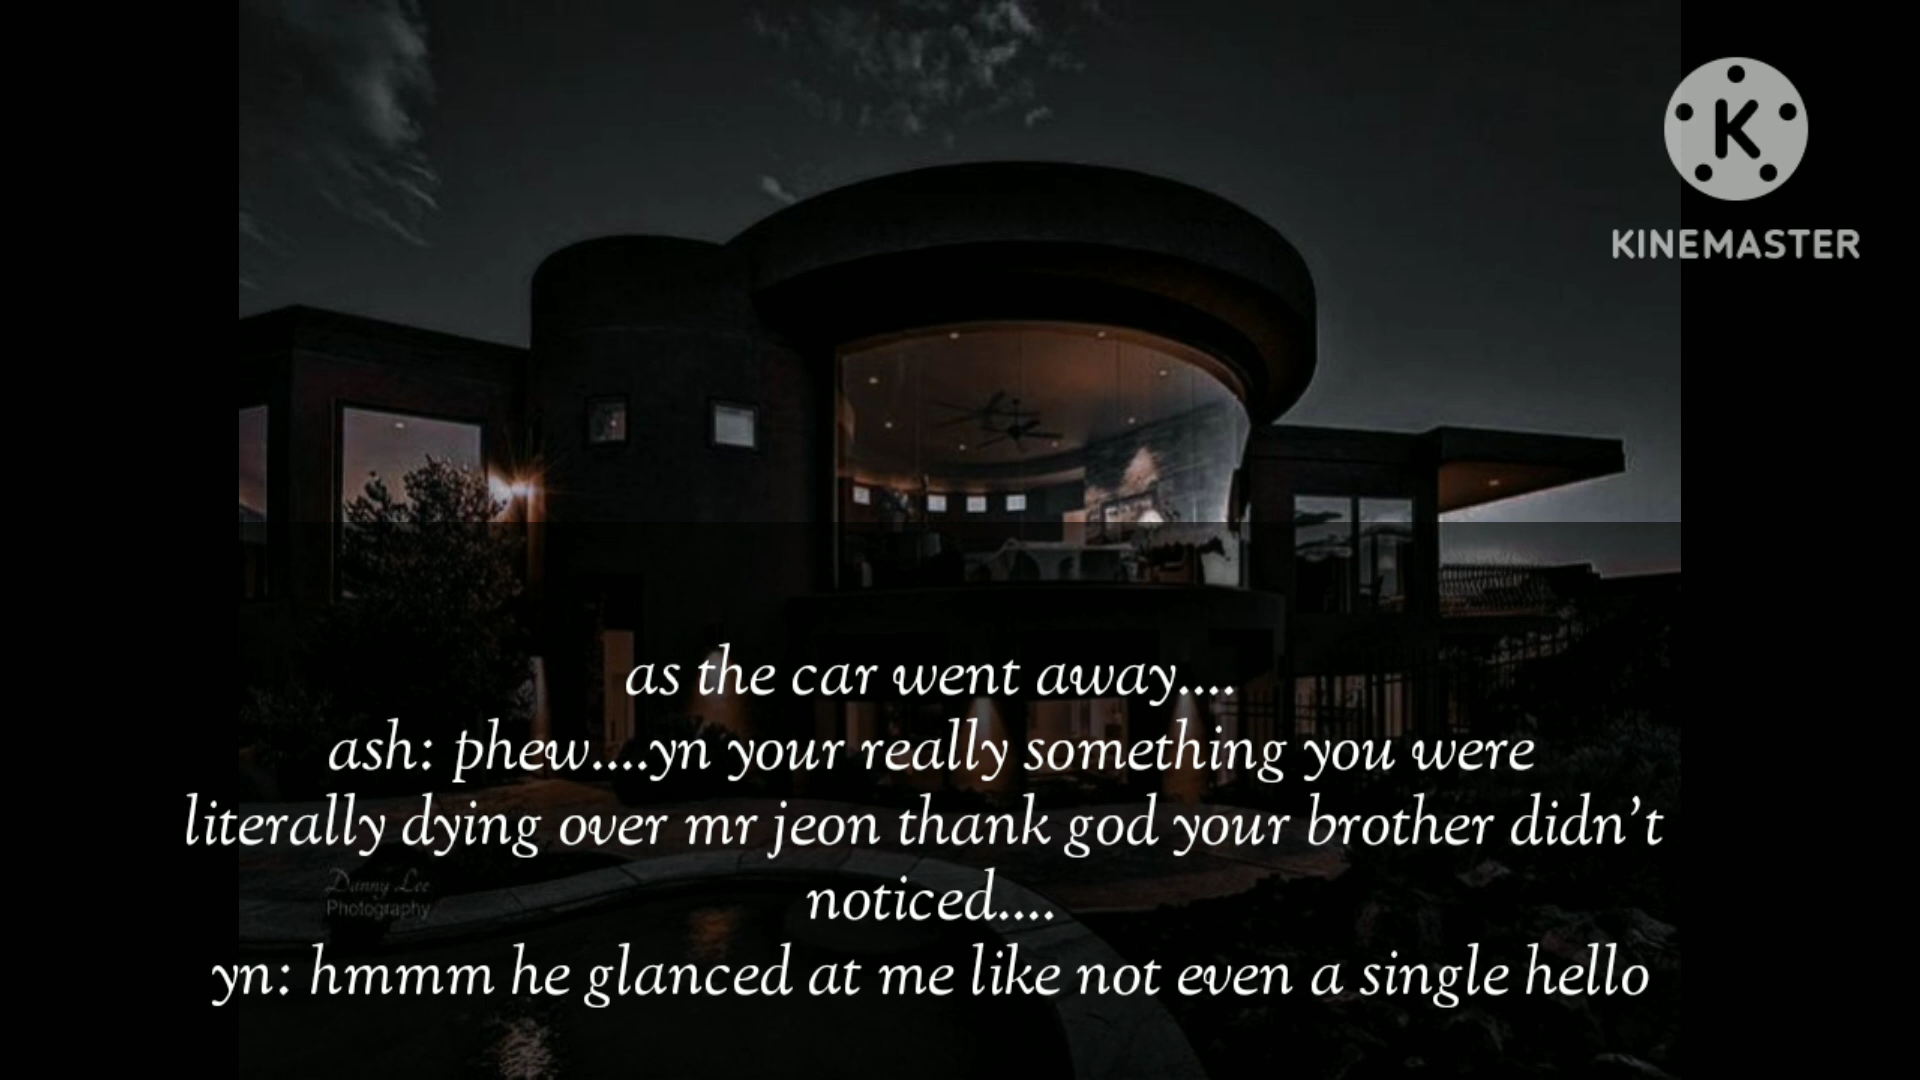 K
KINEMASTER
as the car went away....
ash: phew....yn your really something you were
literally dying over mr jeon thank god your brother didn't
noticed....
Danny Lee
Photography
yn: hmmm he glanced at me like not even a single hello